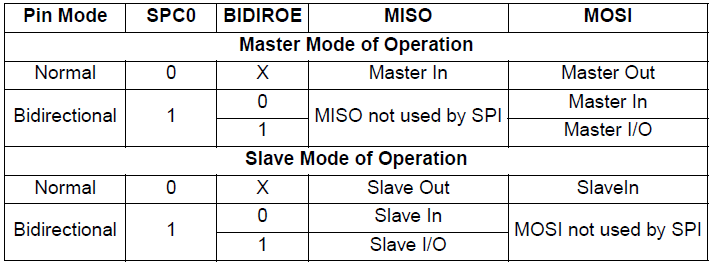 Pin Mode SPC0 BIDIROE MISO MOSI
Master Mode of Operation
Normal 0 X Master In Master Out
Bidirectional 1 0 MISO not used by SPI Master In
1 Master I/O
Slave Mode of Operation
Normal 0 X Slave Out SlaveIn
Bidirectional 1 0 Slave In MOSI not used by SPI
1 Slave I/O